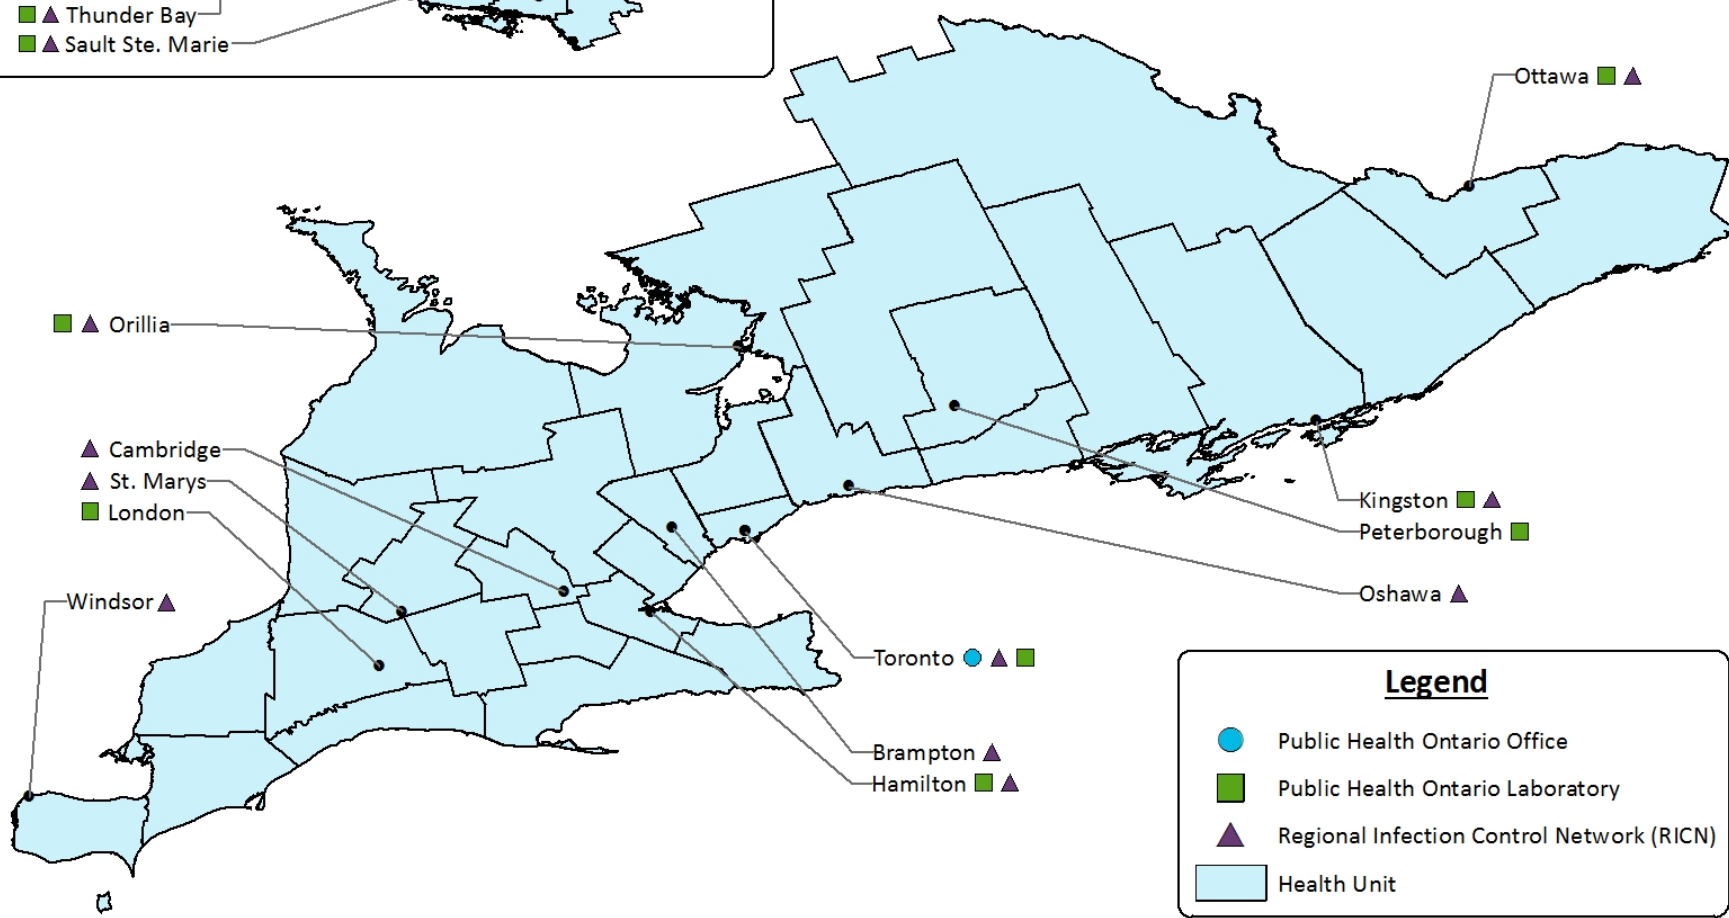 Thunder Bay
Sault Ste. Marie
Ottawa
Orillia
Cambridge
St. Marys
London
Windsor
Kingston
Peterborough
Oshawa
Toronto
Brampton
Hamilton
Legend
Public Health Ontario Office
Public Health Ontario Laboratory
Regional Infection Control Network (RICN)
Health Unit